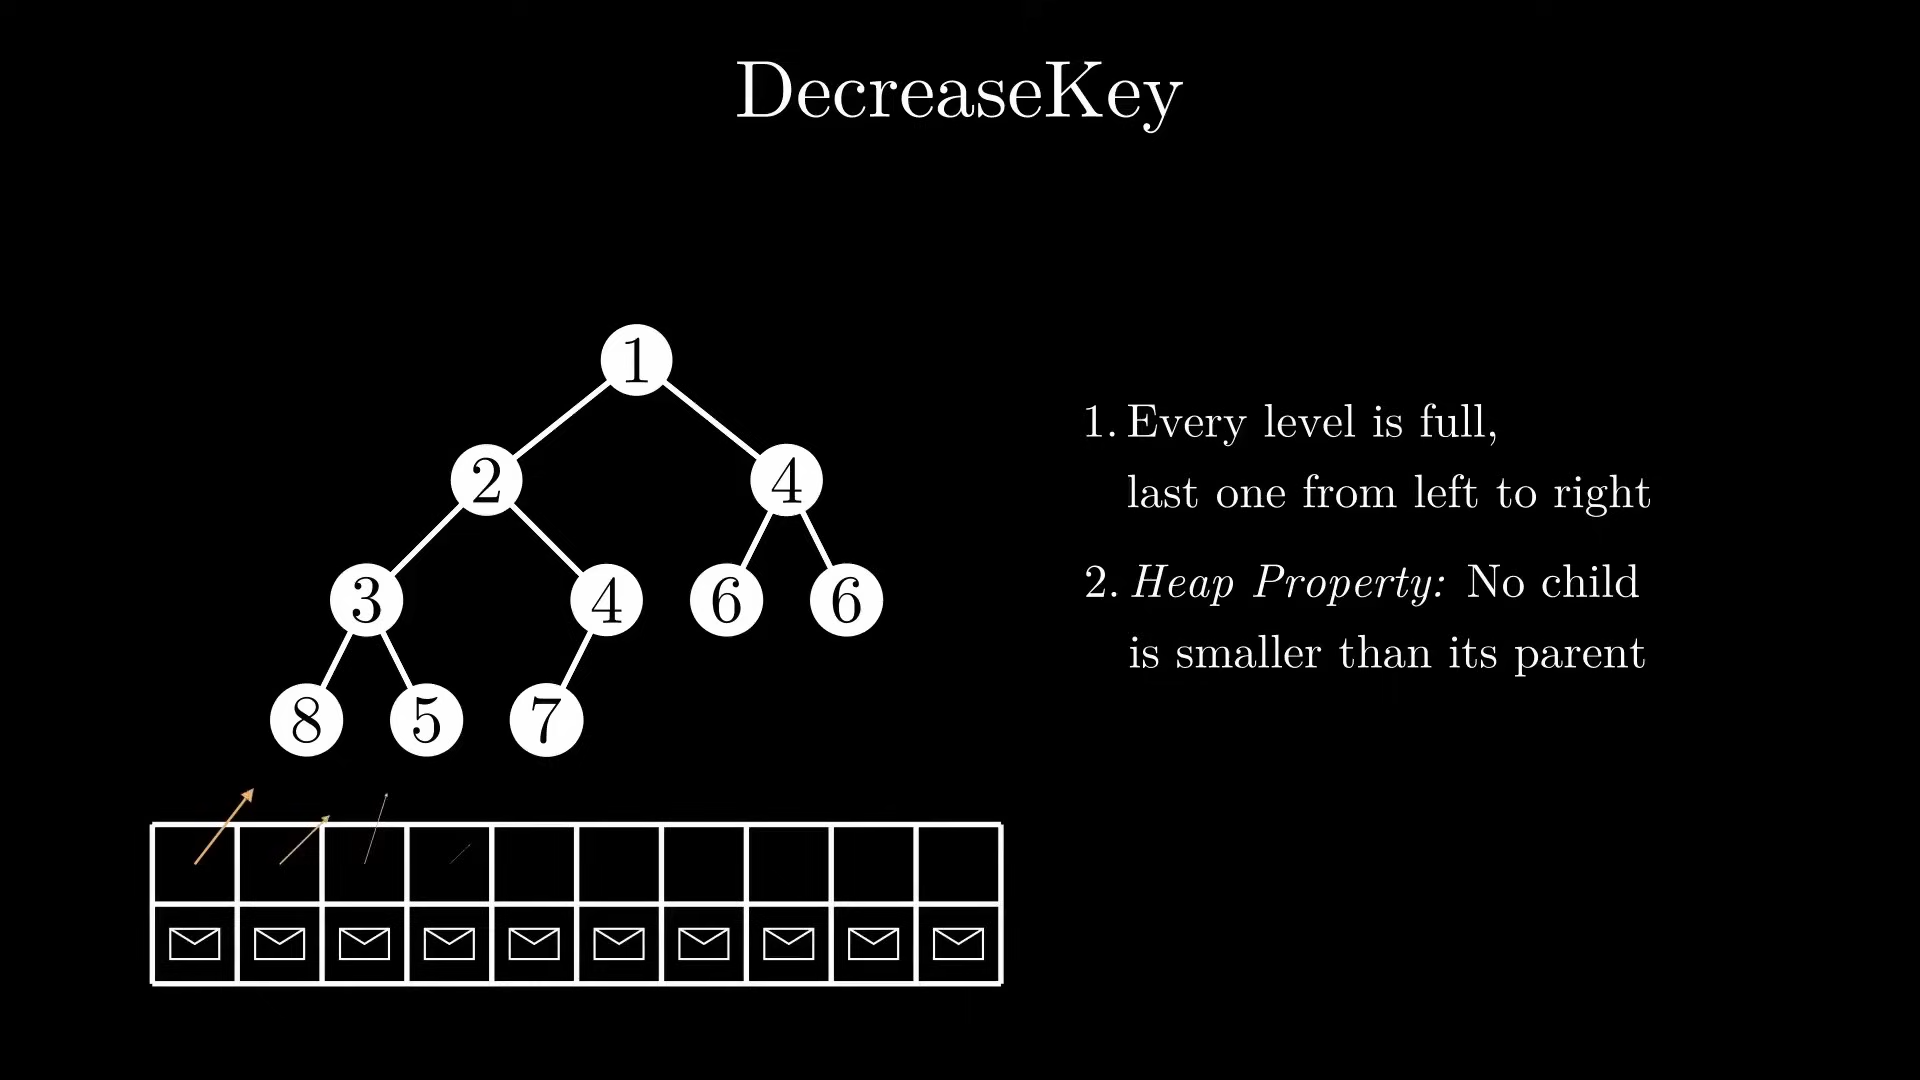 DecreaseKey
1
2 4
3 4 6 6
8 5 7
1. Every level is full,
last one from left to right
2. Heap Property: No child
is smaller than its parent